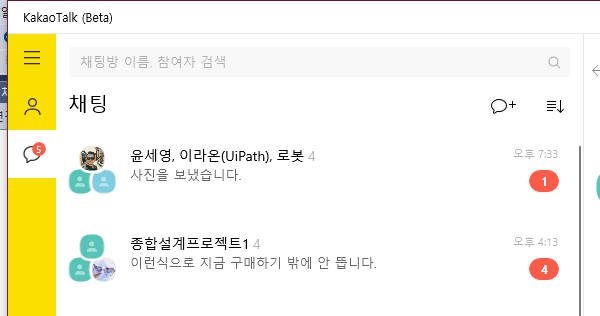 KakaoTalk (Beta)
채팅방 이름, 참여자 검색
채팅
5
윤세영, 이라온(UiPath), 로봇 4
오후 7:33
사진을 보냈습니다.
1
종합설계프로젝트1 4
오후 4:13
이런식으로 지금 구매하기 밖에 안 뜹니다.
4